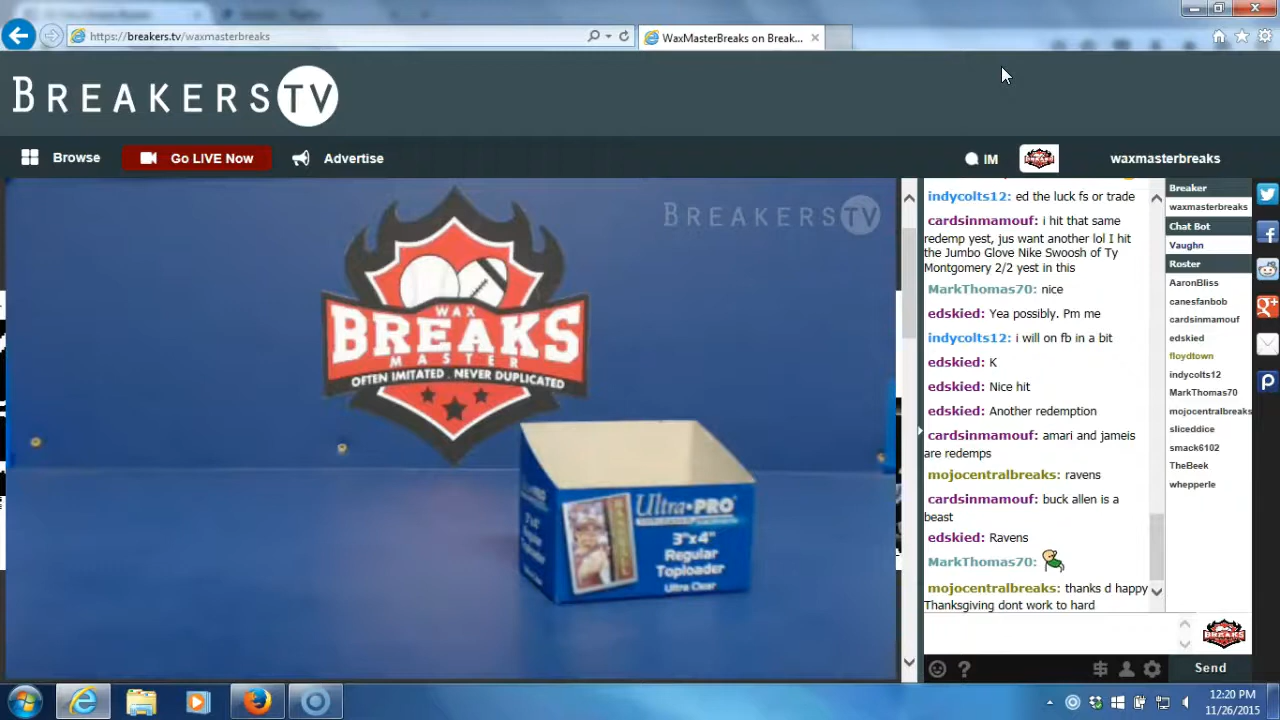 https://breakers.tv/waxmasterbreaks
WaxMasterBreaks on Break...
BREAKERSTV
Browse
Go LIVE Now
Advertise
IM
waxmasterbreaks
BREAKERSTV
WAX
BREAKS
MASTER
OFTEN IMITATED, NEVER DUPLICATED
ULTRA•PRO
3"x4"
Regular
Toploader
Ultra Clear
indycolts12: ed the luck fs or trade
cardsinmamouf: i hit that same
redemp yest, jus want another lol I hit
the Jumbo Glove Nike Swoosh of Ty
Montgomery 2/2 yest in this
MarkThomas70: nice
edskied: Yea possibly. Pm me
indycolts12: i will on fb in a bit
edskied: K
edskied: Nice hit
edskied: Another redemption
cardsinmamouf: amari and jameis
are redemps
mojocentralbreaks: ravens
cardsinmamouf: buck allen is a
beast
edskied: Ravens
MarkThomas70:
mojocentralbreaks: thanks d happy
Thanksgiving dont work to hard
Breaker
waxmasterbreaks
Chat Bot
Vaughn
Roster
AaronBliss
canesfanbob
cardsinmamouf
edskied
floydtown
indycolts12
MarkThomas70
mojocentralbreaks
sliceddice
smack6102
TheBeek
whepperle
BREAKS
Send
12:20 PM
11/26/2015